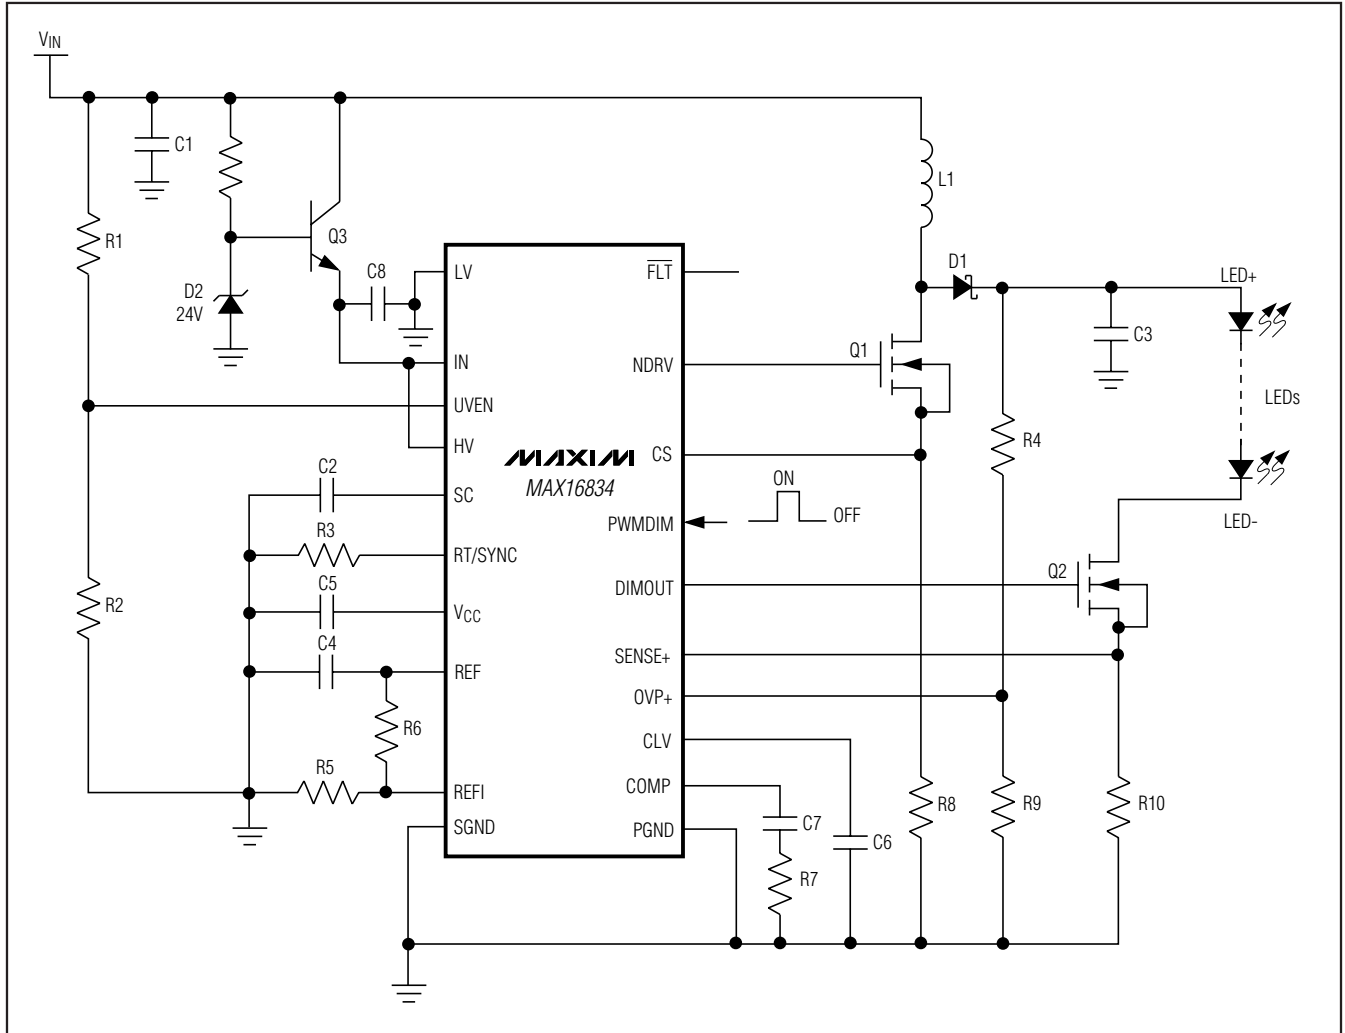 VIN
C1
L1
R1
Q3
D2
24V
C8
LV
FLT
D1
LED+
C3
IN
NDRV
Q1
UVEN
LEDs
HV
MAXIM
MAX16834
CS
R4
C2
SC
ON
OFF
PWMDIM
LED-
R3
RT/SYNC
C5
DIMOUT
Q2
R2
VCC
C4
SENSE+
REF
OVP+
R6
CLV
R5
REFI
COMP
R8
R9
R10
SGND
PGND
C7
C6
R7